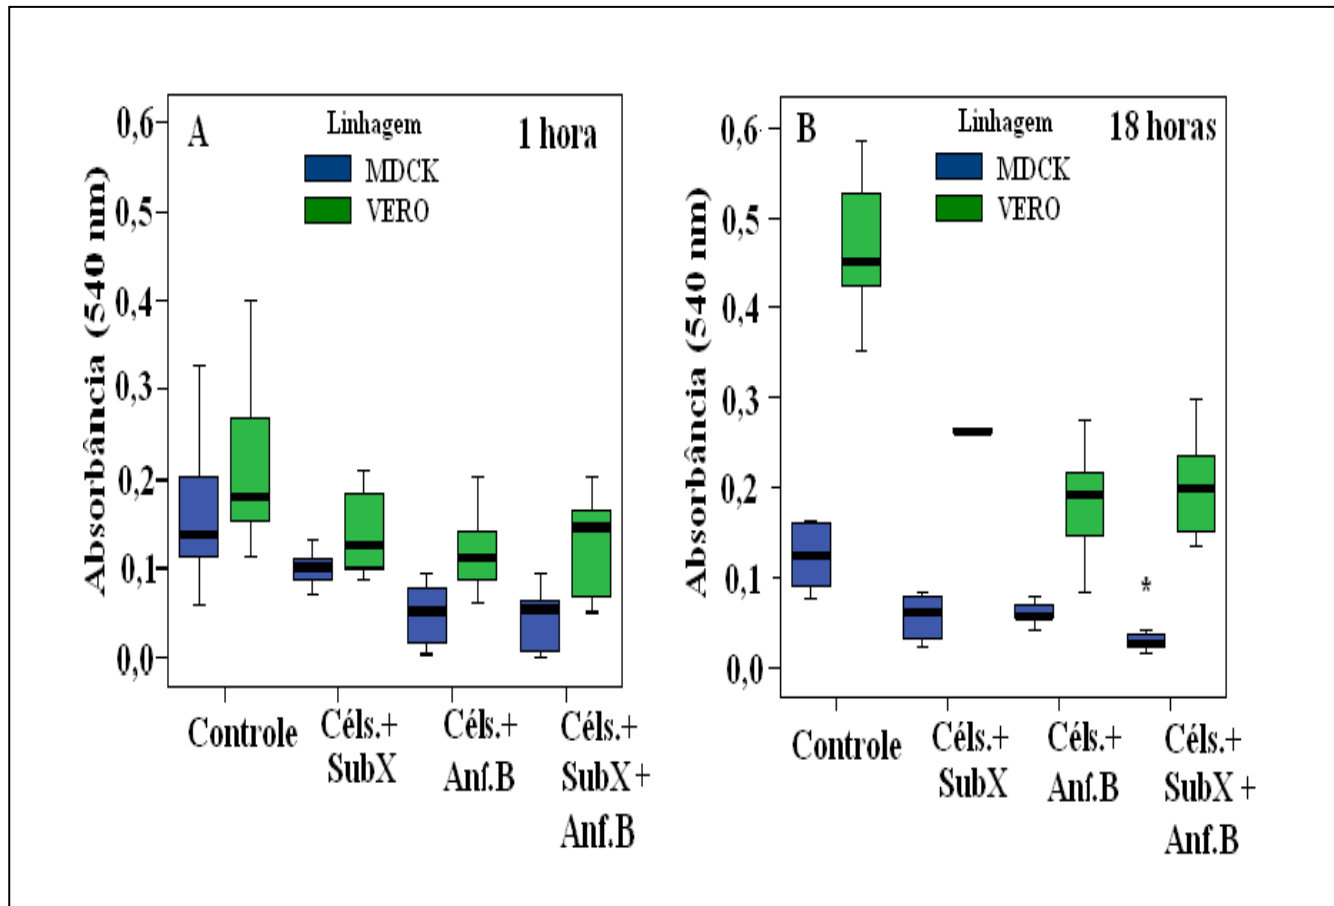 A
Linhagem
1 hora
MDCK
VERO
Absorbância (540 nm)
0,6
0,5
0,4
0,3
0,2
0,1
0,0
Controle
Céls.+
SubX
Céls.+
Anf.B
Céls.+
SubX +
Anf.B
B
Linhagem
18 horas
MDCK
VERO
Absorbância (540 nm)
0,6
0,5
0,4
0,3
0,2
0,1
0,0
*
Controle
Céls.+
SubX
Céls.+
Anf.B
Céls.+
SubX +
Anf.B